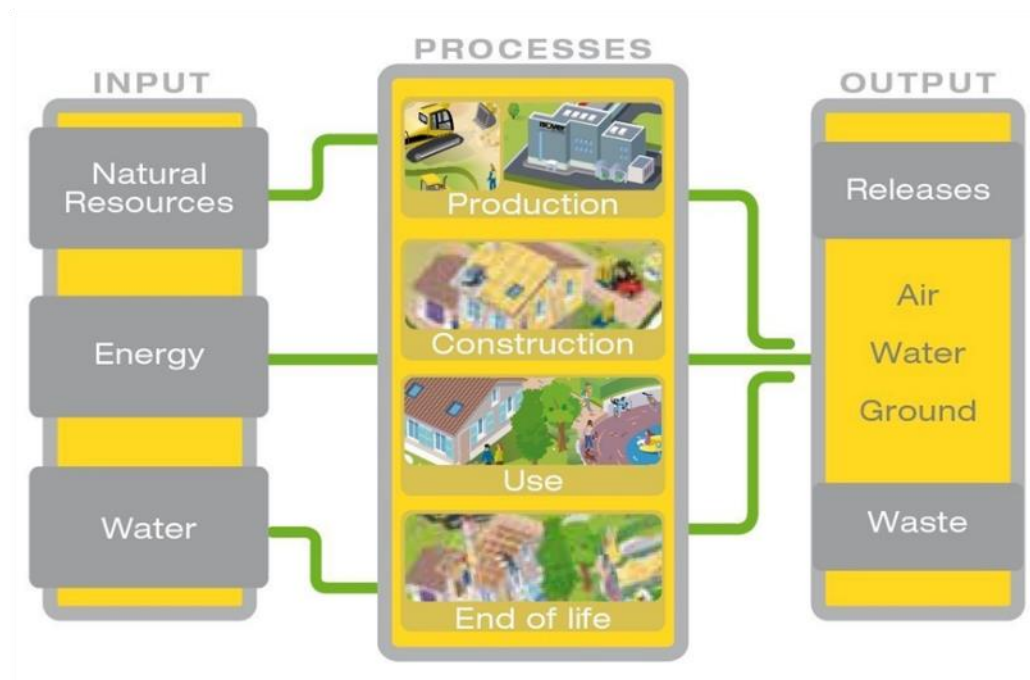 INPUT
Natural
Resources
Energy
Water
PROCESSES
Production
Construction
Use
End of life
OUTPUT
Releases
Air
Water
Ground
Waste